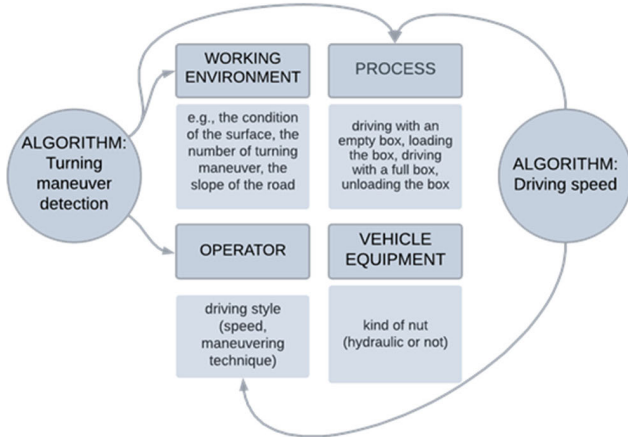 WORKING
ENVIRONMENT
PROCESS
e.g., the condition
of the surface, the
number of turning
maneuver, the
slope of the road
driving with an
empty box, loading
the box, driving
with a full box,
unloading the box
ALGORITHM:
Turning
maneuver
detection
ALGORITHM:
Driving speed
OPERATOR
VEHICLE
EQUIPMENT
driving style
(speed,
maneuvering
technique)
kind of nut
(hydraulic or not)